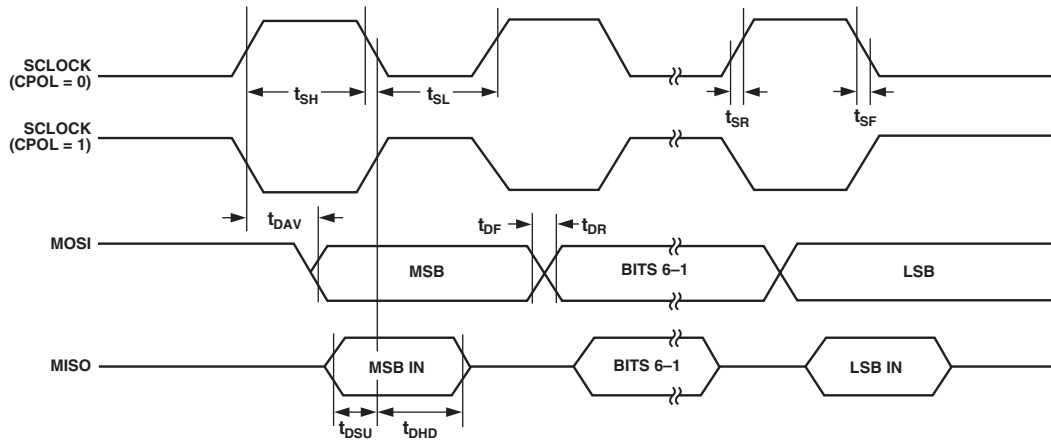 SCLOCK
(CPOL = 0)
tSH
tSL
tSR
tSF
SCLOCK
(CPOL = 1)
tDAV
tDF
tDR
MOSI
MSB
BITS 6–1
LSB
MISO
MSB IN
BITS 6–1
LSB IN
tDSU
tDHD